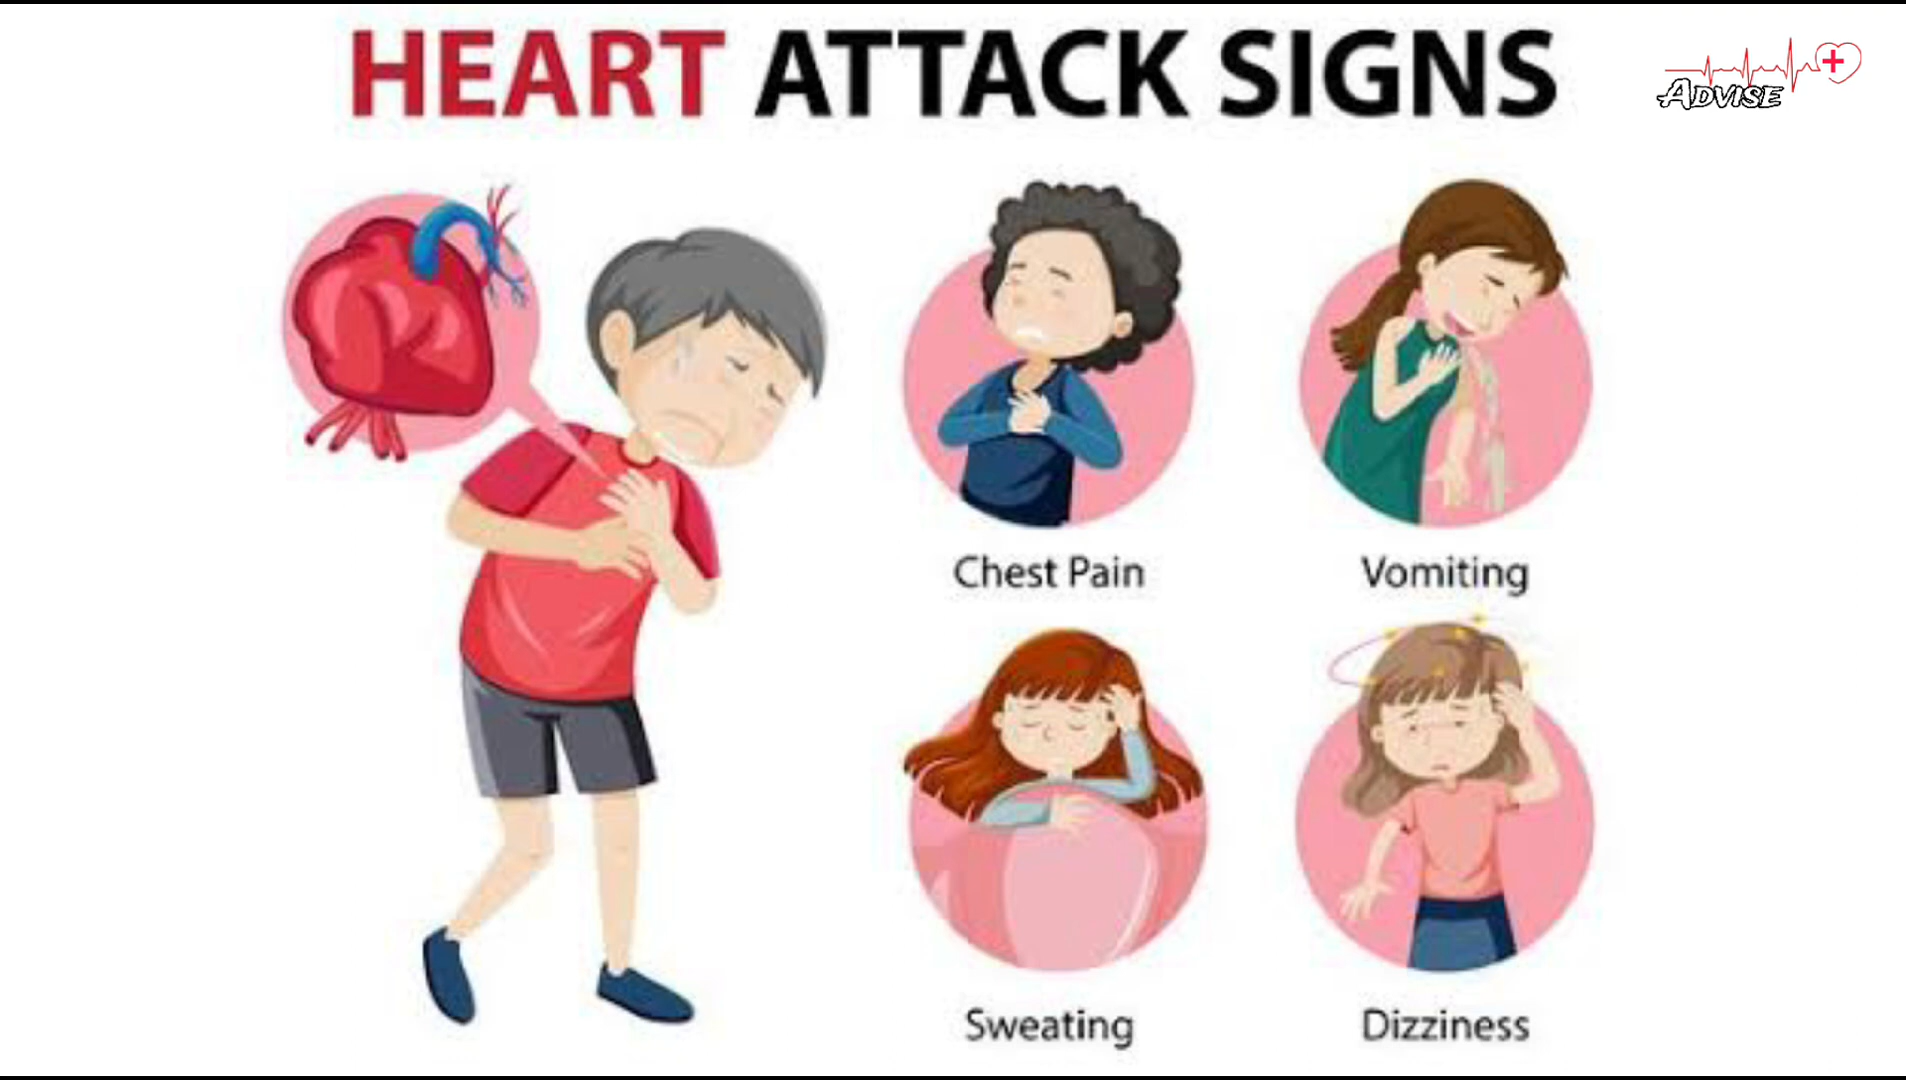 HEART ATTACK SIGNS
ADVISE
Chest Pain
Vomiting
Sweating
Dizziness